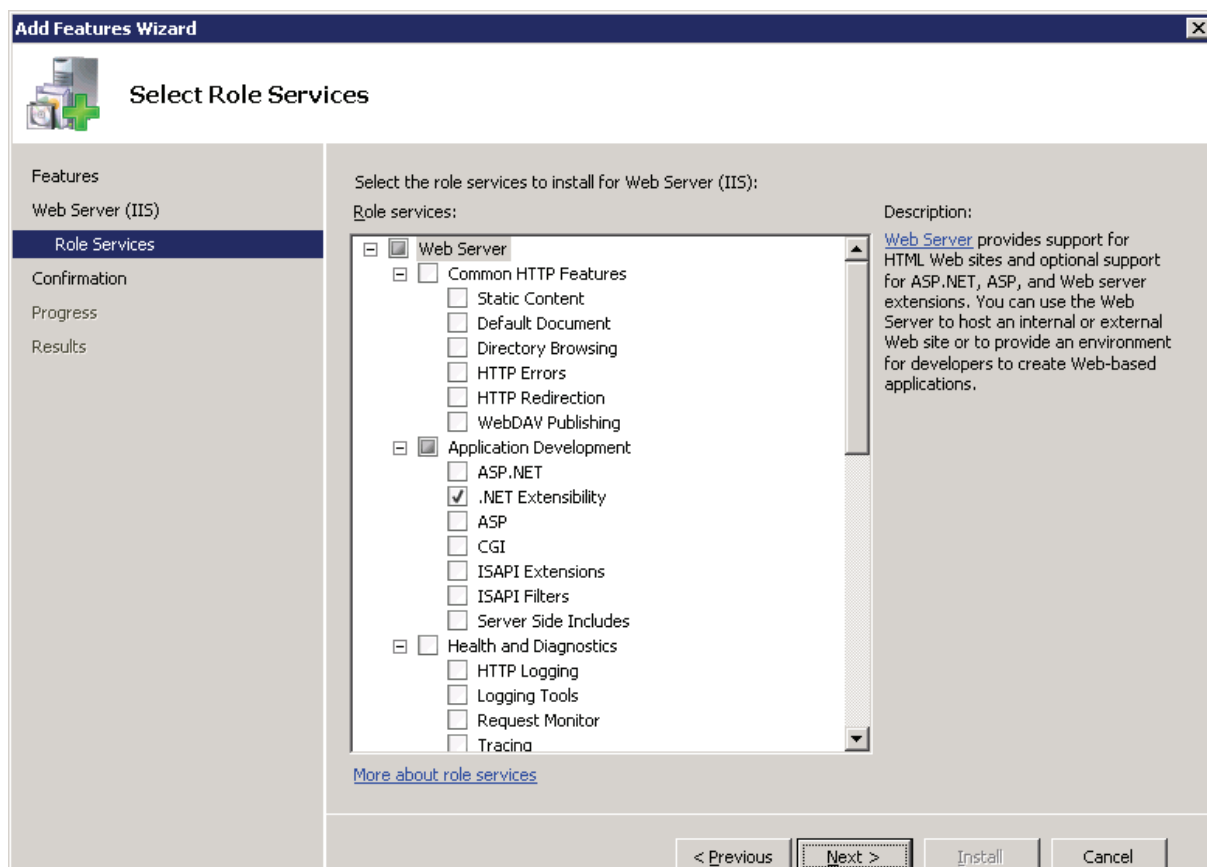 Add Features Wizard
Select Role Services
Features
Web Server (IIS)
Role Services
Confirmation
Progress
Results
Select the role services to install for Web Server (IIS):
Role services:
Web Server
Common HTTP Features
Static Content
Default Document
Directory Browsing
HTTP Errors
HTTP Redirection
WebDAV Publishing
Application Development
ASP.NET
.NET Extensibility
ASP
CGI
ISAPI Extensions
ISAPI Filters
Server Side Includes
Health and Diagnostics
HTTP Logging
Logging Tools
Request Monitor
Tracing
More about role services
Description:
Web Server provides support for
HTML Web sites and optional support
for ASP.NET, ASP, and Web server
extensions. You can use the Web
Server to host an internal or external
Web site or to provide an environment
for developers to create Web-based
applications.
< Previous
Next >
Install
Cancel